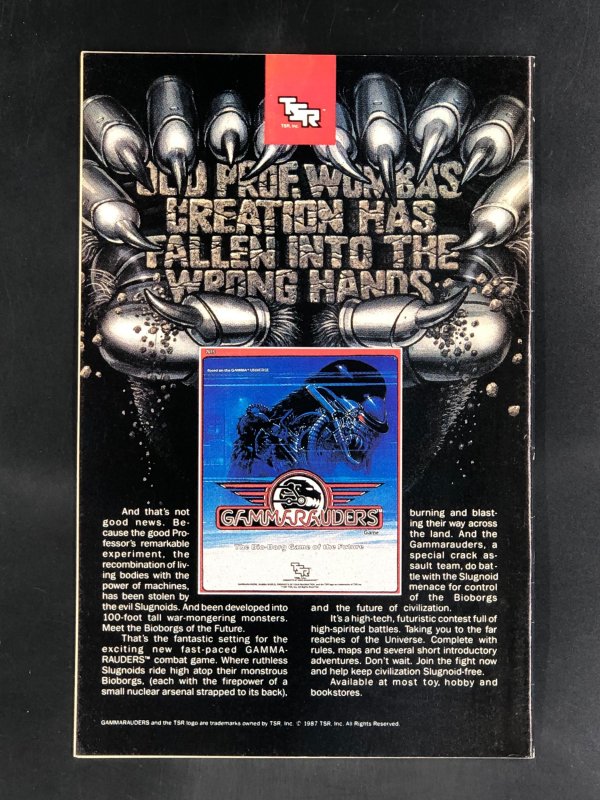 TSR
TSR, Inc.
OLD PROF. WOMBA'S
CREATION HAS
FALLEN INTO THE
WRONG HANDS.
Based on the GAMMA™ UNIVERSE
GAMMARAUDERS™
Game
The Bio-Borg Game of the Future
TSR
And that's not
good news. Be-
cause the good Pro-
fessor's remarkable
experiment, the
recombination of liv-
ing bodies with the
power of machines,
has been stolen by
the evil Slugnoids. And been developed into
100-foot tall war-mongering monsters.
Meet the Bioborgs of the Future.
That's the fantastic setting for the
exciting new fast-paced GAMMA-
RAUDERS™ combat game. Where ruthless
Slugnoids ride high atop their monstrous
Bioborgs, (each with the firepower of a
small nuclear arsenal strapped to its back),
burning and blast-
ing their way across
the land. And the
Gammarauders, a
special crack as-
sault team, do bat-
tle with the Slugnoid
menace for control
of the Bioborgs
and the future of civilization.
It's a high-tech, futuristic contest full of
high-spirited battles. Taking you to the far
reaches of the Universe. Complete with
rules, maps and several short introductory
adventures. Don't wait. Join the fight now
and help keep civilization Slugnoid-free.
Available at most toy, hobby and
bookstores.
GAMMARAUDERS and the TSR logo are trademarks owned by TSR, Inc. © 1987 TSR, Inc. All Rights Reserved.